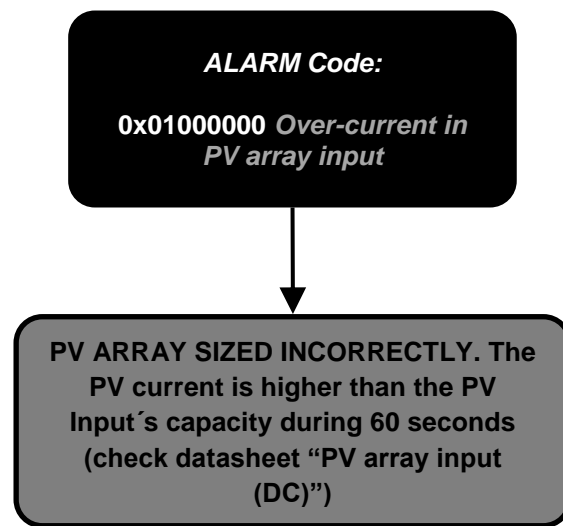 ALARM Code:
0x01000000 Over-current in
PV array input
PV ARRAY SIZED INCORRECTLY. The
PV current is higher than the PV
Input´s capacity during 60 seconds
(check datasheet “PV array input
(DC)”)